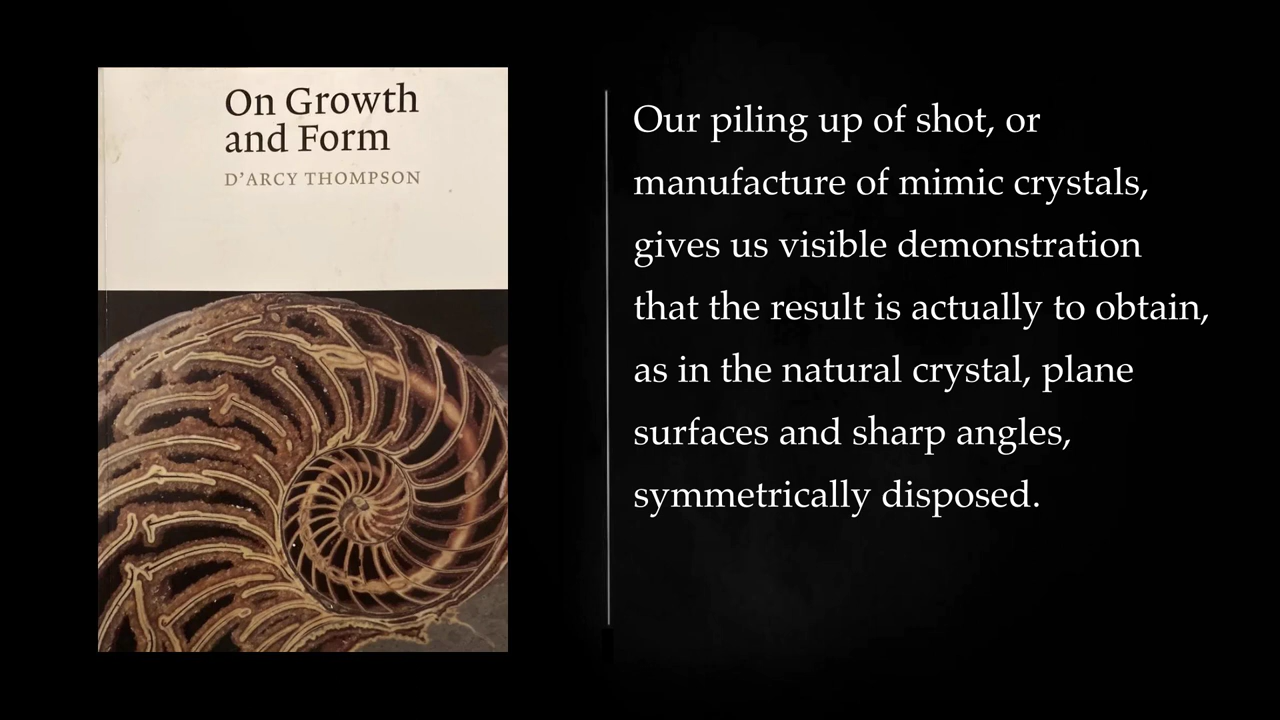 On Growth
and Form
D'ARCY THOMPSON
Our piling up of shot, or
manufacture of mimic crystals,
gives us visible demonstration
that the result is actually to obtain,
as in the natural crystal, plane
surfaces and sharp angles,
symmetrically disposed.